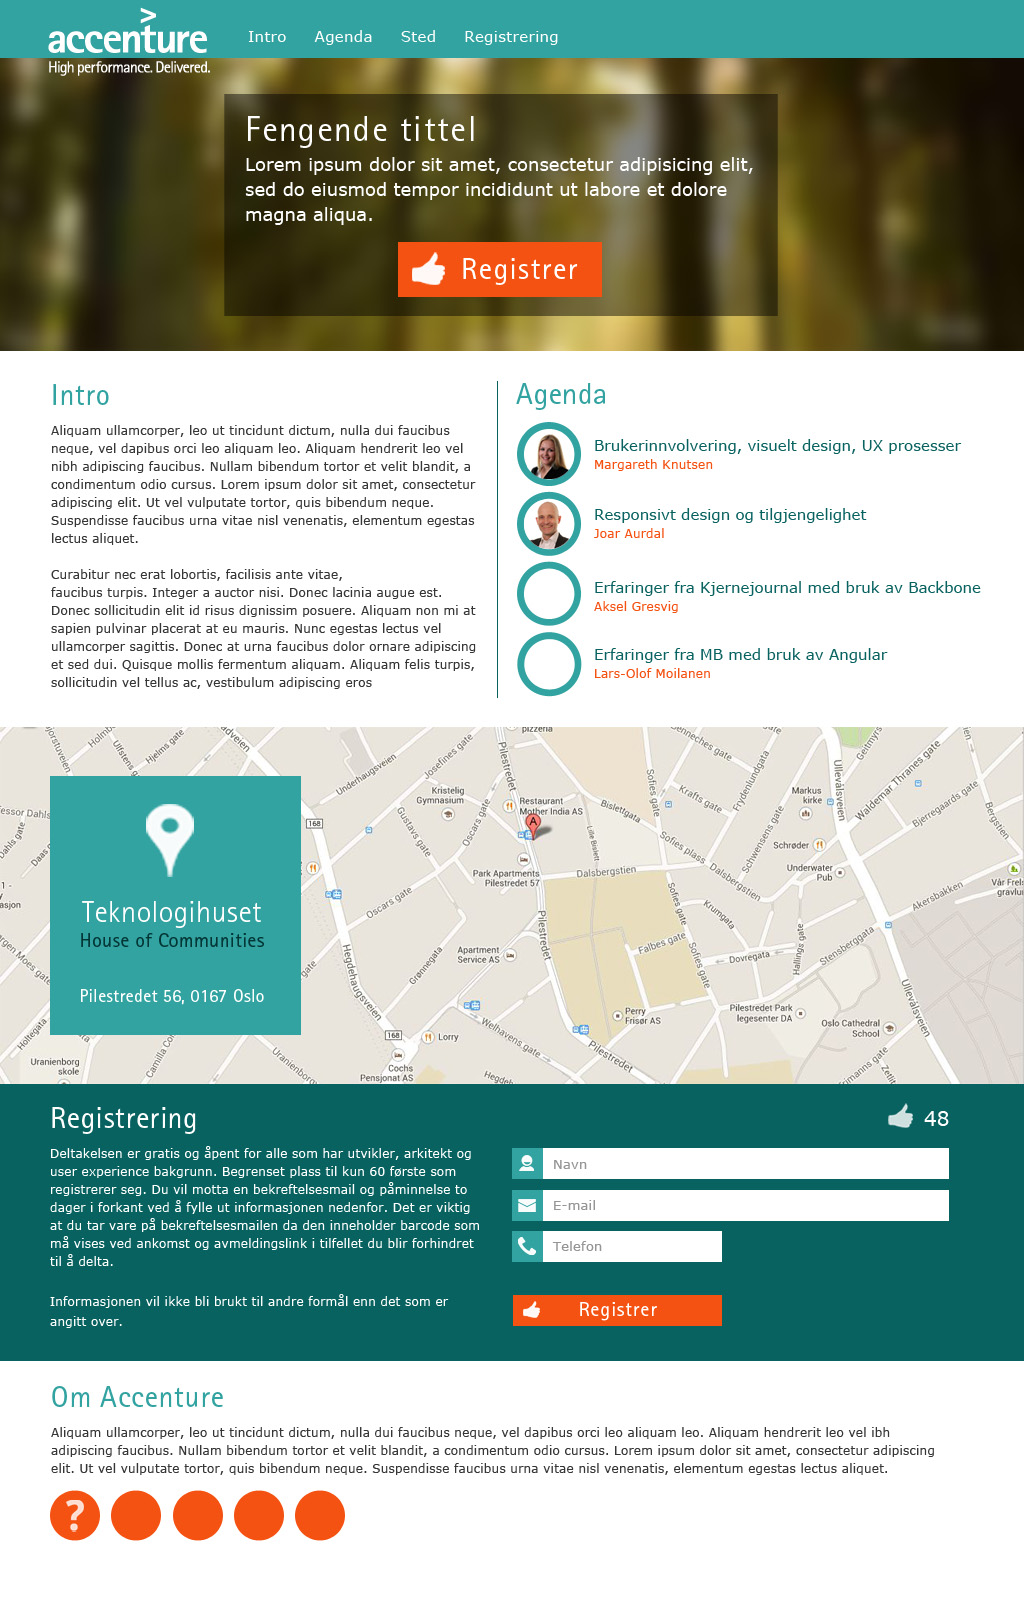 accenture
High performance. Delivered.
Intro Agenda Sted Registrering
Fengende tittel
Lorem ipsum dolor sit amet, consectetur adipisicing elit,
sed do eiusmod tempor incididunt ut labore et dolore
magna aliqua.
Registrer
Intro
Aliquam ullamcorper, leo ut tincidunt dictum, nulla dui faucibus
neque, vel dapibus orci leo aliquam leo. Aliquam hendrerit leo vel
nibh adipiscing faucibus. Nullam bibendum tortor et velit blandit, a
condimentum odio cursus. Lorem ipsum dolor sit amet, consectetur
adipiscing elit. Ut vel vulputate tortor, quis bibendum neque.
Suspendisse faucibus urna vitae nisl venenatis, elementum egestas
lectus aliquet.
Curabitur nec erat lobortis, facilisis ante vitae,
faucibus turpis. Integer a auctor nisi. Donec lacinia augue est.
Donec sollicitudin elit id risus dignissim posuere. Aliquam non mi at
sapien pulvinar placerat at eu mauris. Nunc egestas lectus vel
ullamcorper sagittis. Donec at urna faucibus dolor ornare adipiscing
et sed dui. Quisque mollis fermentum aliquam. Aliquam felis turpis,
sollicitudin vel tellus ac, vestibulum adipiscing eros
Agenda
Brukerinnvolvering, visuelt design, UX prosesser
Margareth Knutsen
Responsivt design og tilgjengelighet
Joar Aurdal
Erfaringer fra Kjernejournal med bruk av Backbone
Aksel Gresvig
Erfaringer fra MB med bruk av Angular
Lars-Olof Moilanen
pizzeria
Hjelms gate
Ulfstens gate
Underhaugsveien
Josefines gate
Pilestredet
Frydenlundgata
Ullevålsveien
Waldemar Thranes gate
Bjerregaards gate
Kristelig
Gymnasium
Restaurant
Mother India AS
A
Bislettgata
Lille Bislett
Sofies gate
Krafts gate
Markus
kirke
168
Gustavs gate
Oscars gate
Park Apartments
Pilestredet 57
Dalsbergstien
Sofies plass
Dalsbergstien
Schrøder
Underwater
Pub
Oscars gate
Sofies gate
Krumgata
Akersbakken
Teknologihuset
House of Communities
Pilestredet 56, 0167 Oslo
Hegdehaugsveien
Grønnegata
Apartment
Service AS
Pilestredet
Falbes gate
Sofies gate
Dovregata
Hallings gate
Stensberggata
Ullevålsveien
Welhavens gate
Perry
Frisør AS
Pilestredet Park
legesenter DA
Oslo Cathedral
School
168
Lorry
Pilestredet
Uranienborg
skole
Cochs
Pensjonat AS
Registrering
48
Deltakelsen er gratis og åpent for alle som har utvikler, arkitekt og
user experience bakgrunn. Begrenset plass til kun 60 første som
registrerer seg. Du vil motta en bekreftelsesmail og påminnelse to
dager i forkant ved å fylle ut informasjonen nedenfor. Det er viktig
at du tar vare på bekreftelsesmailen da den inneholder barcode som
må vises ved ankomst og avmeldingslink i tilfellet du blir forhindret
til å delta.
Informasjonen vil ikke bli brukt til andre formål enn det som er
angitt over.
Navn
E-mail
Telefon
Registrer
Om Accenture
Aliquam ullamcorper, leo ut tincidunt dictum, nulla dui faucibus neque, vel dapibus orci leo aliquam leo. Aliquam hendrerit leo vel ibh
adipiscing faucibus. Nullam bibendum tortor et velit blandit, a condimentum odio cursus. Lorem ipsum dolor sit amet, consectetur adipiscing
elit. Ut vel vulputate tortor, quis bibendum neque. Suspendisse faucibus urna vitae nisl venenatis, elementum egestas lectus aliquet.
?